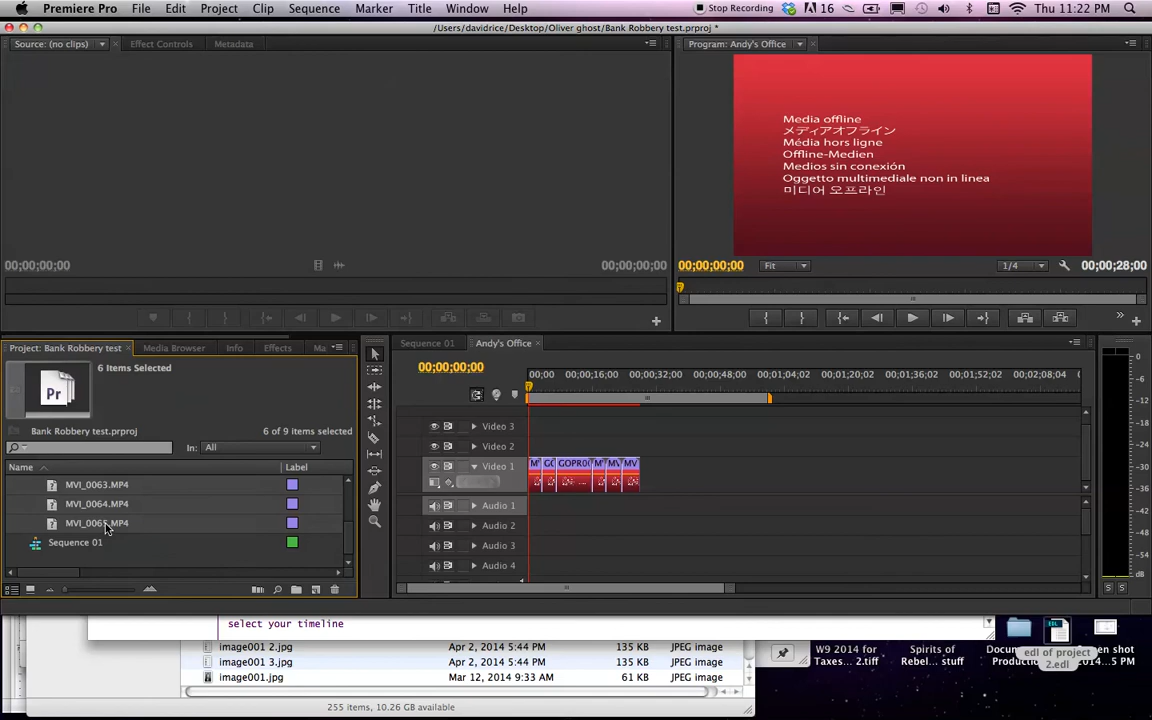 Premiere Pro File Edit Project Clip Sequence Marker Title Window Help Stop Recording 16 Thu 11:22 PM
/Users/davidrice/Desktop/Oliver ghost/Bank Robbery test.prproj *
Source: (no clips) Effect Controls Metadata
Program: Andy's Office
Media offline
メディアオフライン
Média hors ligne
Offline-Medien
Medios sin conexión
Oggetto multimediale non in linea
미디어 오프라인
00;00;00;00 00;00;00;00
00;00;00;00 Fit 1/4 00;00;28;00
Project: Bank Robbery test Media Browser Info Effects Ma
6 Items Selected
Bank Robbery test.prproj 6 of 9 items selected
In: All
Name Label
MVI_0063.MP4
MVI_0064.MP4
MVI_006 .MP4
Sequence 01
Sequence 01 Andy's Office
00;00;00;00
00;00 00;00;16;00 00;00;32;00 00;00;48;00 00;01;04;02 00;01;20;02 00;01;36;02 00;01;52;02 00;02;08;04
Video 3
Video 2
Video 1
M GO GOPR0 M MV MV
Audio 1
Audio 2
Audio 3
Audio 4
0
-6
-12
-18
-24
-30
-36
-42
-48
-54
dB
S S
select your timeline
image001 2.jpg Apr 2, 2014 5:44 PM 135 KB JPEG image
image001 3.jpg Apr 2, 2014 5:44 PM 135 KB JPEG image
image001.jpg Mar 12, 2014 9:33 AM 61 KB JPEG image
255 items, 10.26 GB available
W9 2014 for Taxes... 2.tiff
Spirits of Rebel... stuff
Docum
Production
edl of project 2.edl
een shot
014...5 PM